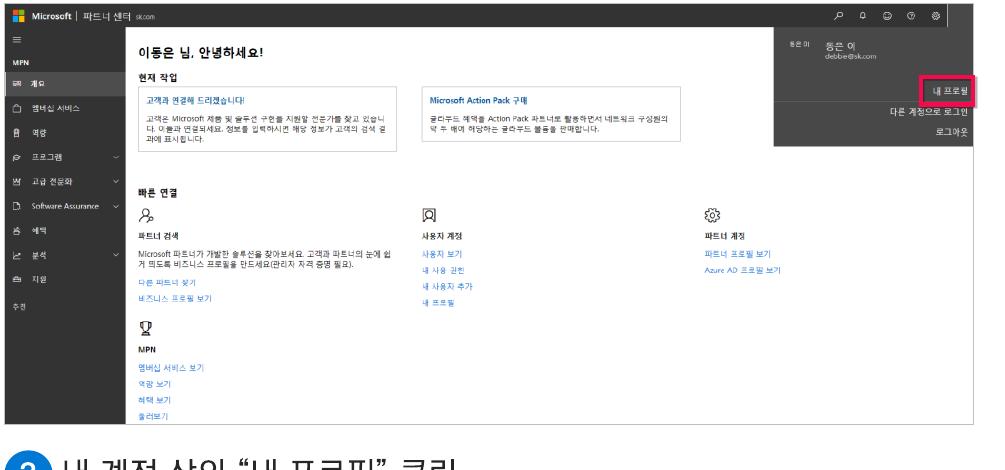 Microsoft | 파트너 센터 sk.com
MPN
개요
멤버십 서비스
역량
프로그램
고급 전문화
Software Assurance
혜택
분석
지원
추천
이동은 님, 안녕하세요!
현재 작업
고객과 연결해 드리겠습니다!
고객은 Microsoft 제품 및 솔루션 구현을 지원할 전문가를 찾고 있습니
다. 이들과 연결되세요. 정보를 입력하시면 해당 정보가 고객의 검색 결
과에 표시됩니다.
Microsoft Action Pack 구매
클라우드 혜택을 Action Pack 파트너로 활용하면서 네트워크 구성원의
약 두 배에 해당하는 클라우드 볼륨을 판매합니다.
동은 이
동은 이
debbie@sk.com
내 프로필
다른 계정으로 로그인
로그아웃
빠른 연결
파트너 검색
Microsoft 파트너가 개발한 솔루션을 찾아보세요. 고객과 파트너의 눈에 쉽
게 띄도록 비즈니스 프로필을 만드세요(관리자 자격 증명 필요).
다른 파트너 찾기
비즈니스 프로필 보기
사용자 계정
사용자 보기
내 사용 권한
내 사용자 추가
내 프로필
파트너 계정
파트너 프로필 보기
Azure AD 프로필 보기
MPN
멤버십 서비스 보기
역량 보기
혜택 보기
둘러보기
내 계정 상의 “내 프로필” 클릭